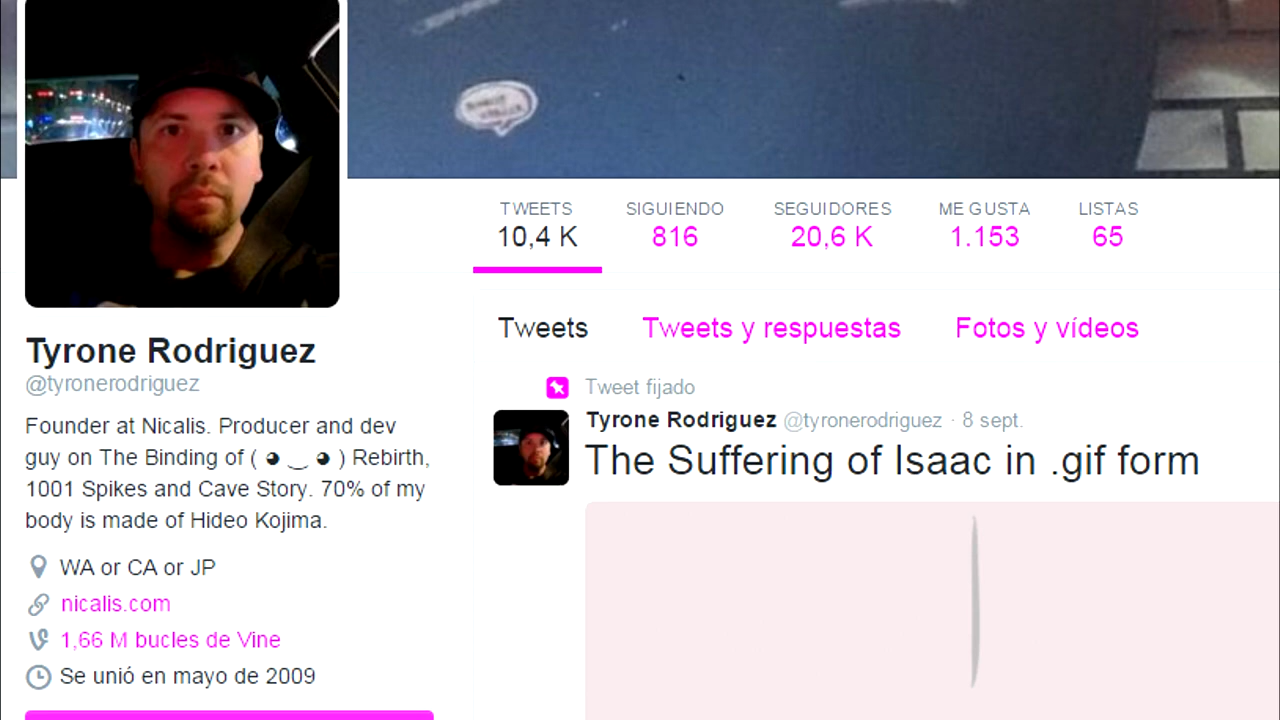 TWEETS
10,4 K
SIGUIENDO
816
SEGUIDORES
20,6 K
ME GUSTA
1.153
LISTAS
65
Tweets
Tweets y respuestas
Fotos y vídeos
Tyrone Rodriguez
@tyronerodriguez
Founder at Nicalis. Producer and dev
guy on The Binding of ( ◕ ‿ ◕ ) Rebirth,
1001 Spikes and Cave Story. 70% of my
body is made of Hideo Kojima.
WA or CA or JP
nicalis.com
1,66 M bucles de Vine
Se unió en mayo de 2009
Tweet fijado
Tyrone Rodriguez @tyronerodriguez · 8 sept.
The Suffering of Isaac in .gif form